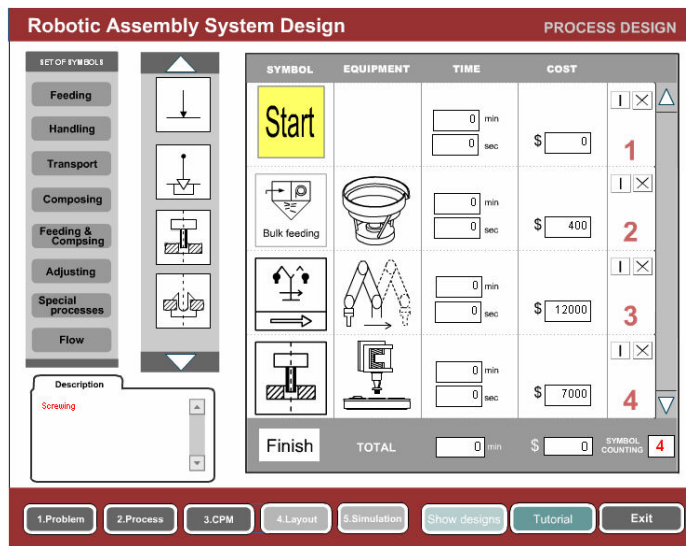 Robotic Assembly System Design
PROCESS DESIGN
SET OF SYMBOLS
Feeding
Handling
Transport
Composing
Feeding &
Compsing
Adjusting
Special
processes
Flow
Description
Screwing
SYMBOL EQUIPMENT TIME COST
Start
0 min
0 sec
$ 0
I X
1
Bulk feeding
0 min
0 sec
$ 400
I X
2
0 min
0 sec
$ 12000
I X
3
0 min
0 sec
$ 7000
I X
4
Finish TOTAL 0 min $ 0
SYMBOL
COUNTING 4
1.Problem 2.Process 3.CPM 4.Layout 5.Simulation Show designs Tutorial Exit